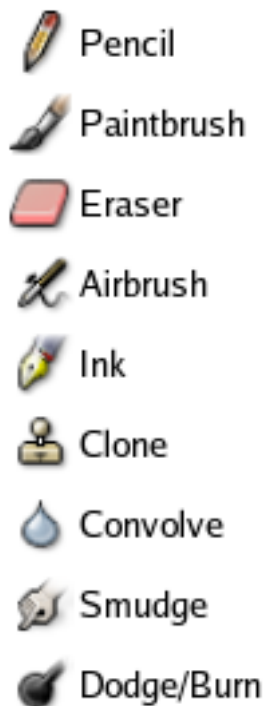 Pencil
Paintbrush
Eraser
Airbrush
Ink
Clone
Convolve
Smudge
Dodge/Burn